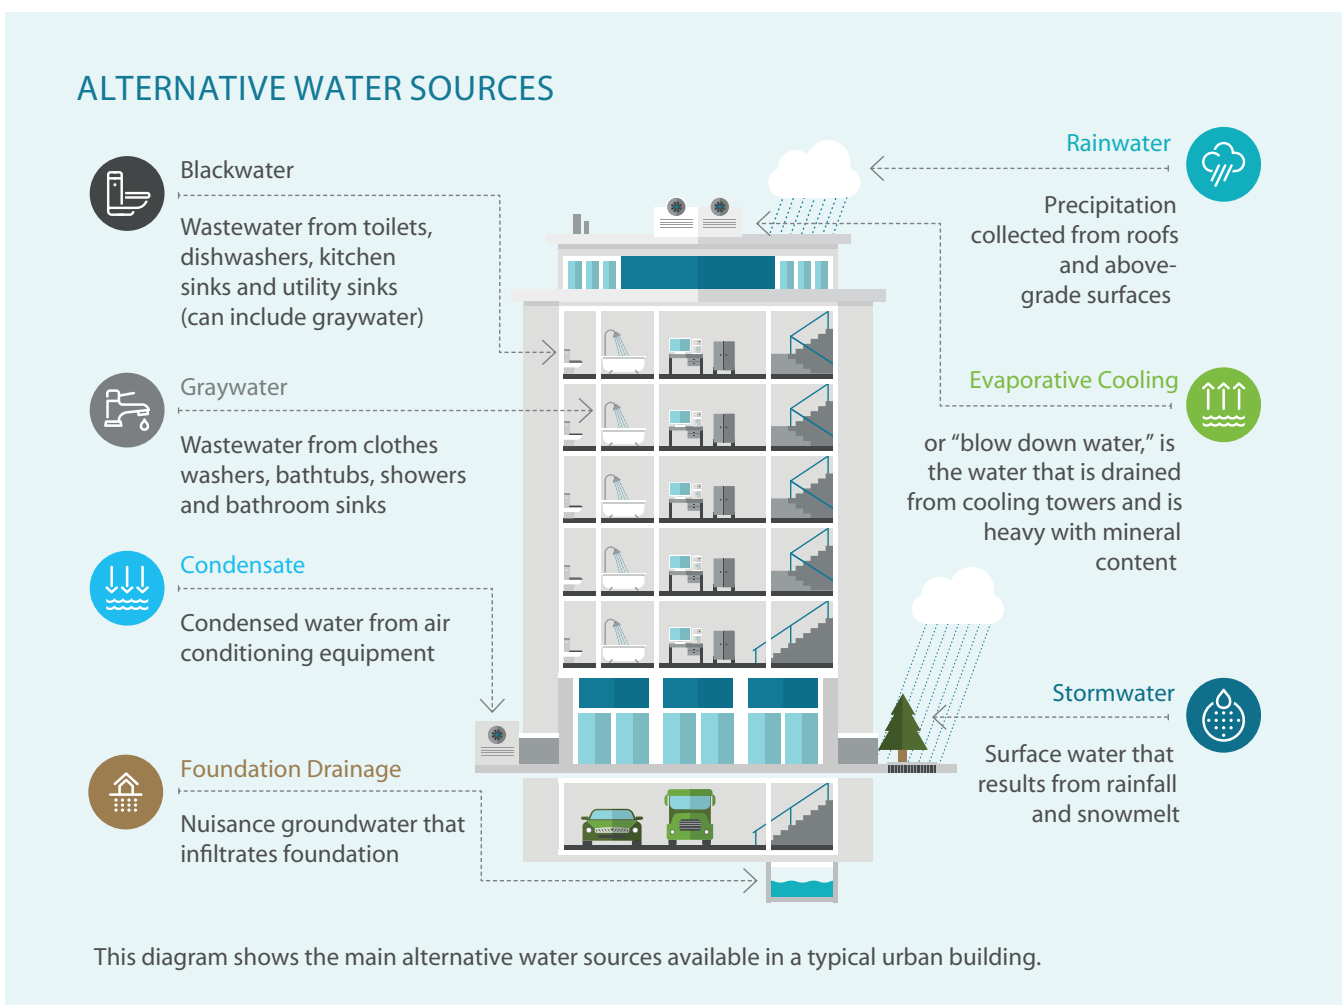 ALTERNATIVE WATER SOURCES
Blackwater
Wastewater from toilets,
dishwashers, kitchen
sinks and utility sinks
(can include graywater)
Graywater
Wastewater from clothes
washers, bathtubs, showers
and bathroom sinks
Condensate
Condensed water from air
conditioning equipment
Foundation Drainage
Nuisance groundwater that
infiltrates foundation
Rainwater
Precipitation
collected from roofs
and above-
grade surfaces
Evaporative Cooling
or “blow down water,” is
the water that is drained
from cooling towers and is
heavy with mineral
content
Stormwater
Surface water that
results from rainfall
and snowmelt
This diagram shows the main alternative water sources available in a typical urban building.